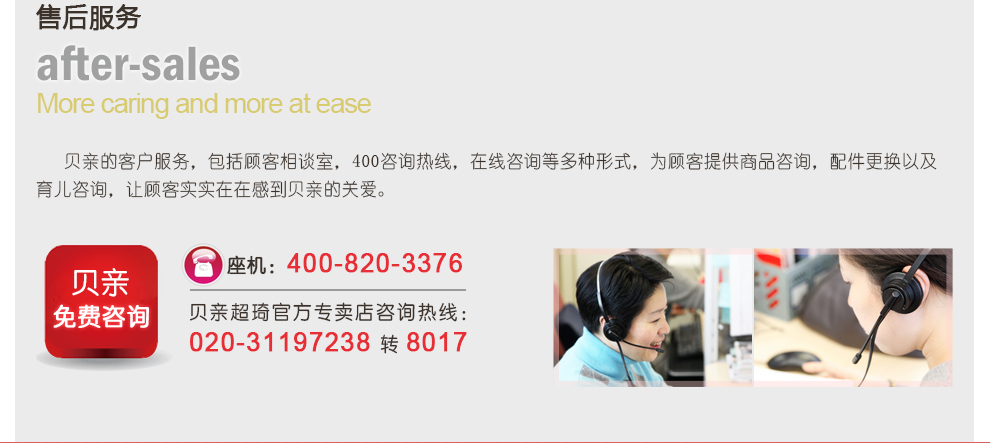 售后服务
after-sales
More caring and more at ease
贝亲的客户服务，包括顾客相谈室，400咨询热线，在线咨询等多种形式，为顾客提供商品咨询，配件更换以及
育儿咨询，让顾客实实在在感到贝亲的关爱。
贝亲
免费咨询
座机：400-820-3376
贝亲超琦官方专卖店咨询热线：
020-31197238 转 8017